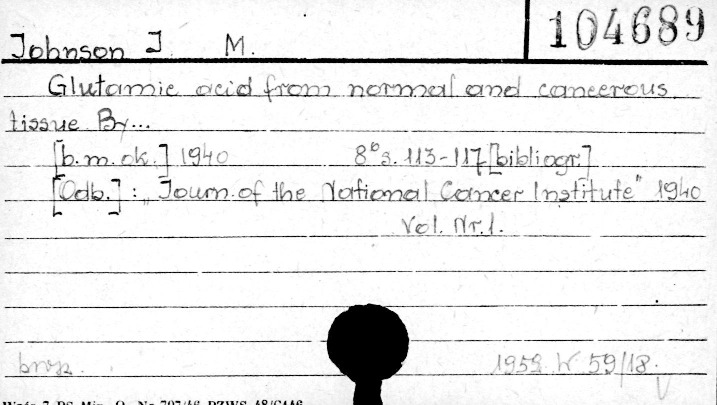 104689
Johnson J. M.
Glutamic acid from normal and cancerous
tissue By...
[b.m.ok.] 1940 8° s. 113-117 [bibliogr.]
[Odb.]: "Journ. of the National Cancer Institute" 1940
Vol. Nr. 1.
brosz.
W 59/18.